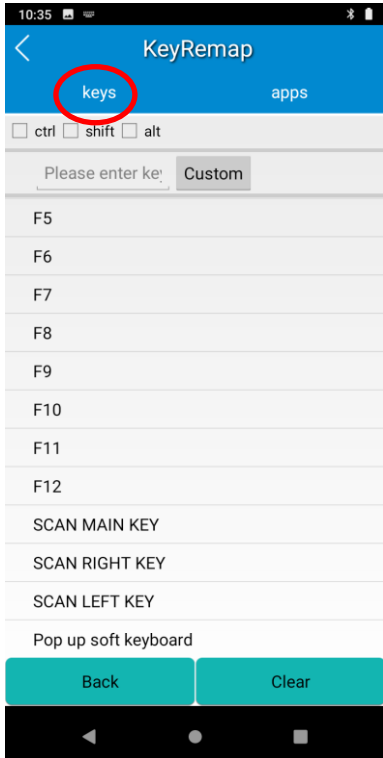 10:35
KeyRemap
keys apps
ctrl shift alt
Please enter key Custom
F5
F6
F7
F8
F9
F10
F11
F12
SCAN MAIN KEY
SCAN RIGHT KEY
SCAN LEFT KEY
Pop up soft keyboard
Back Clear